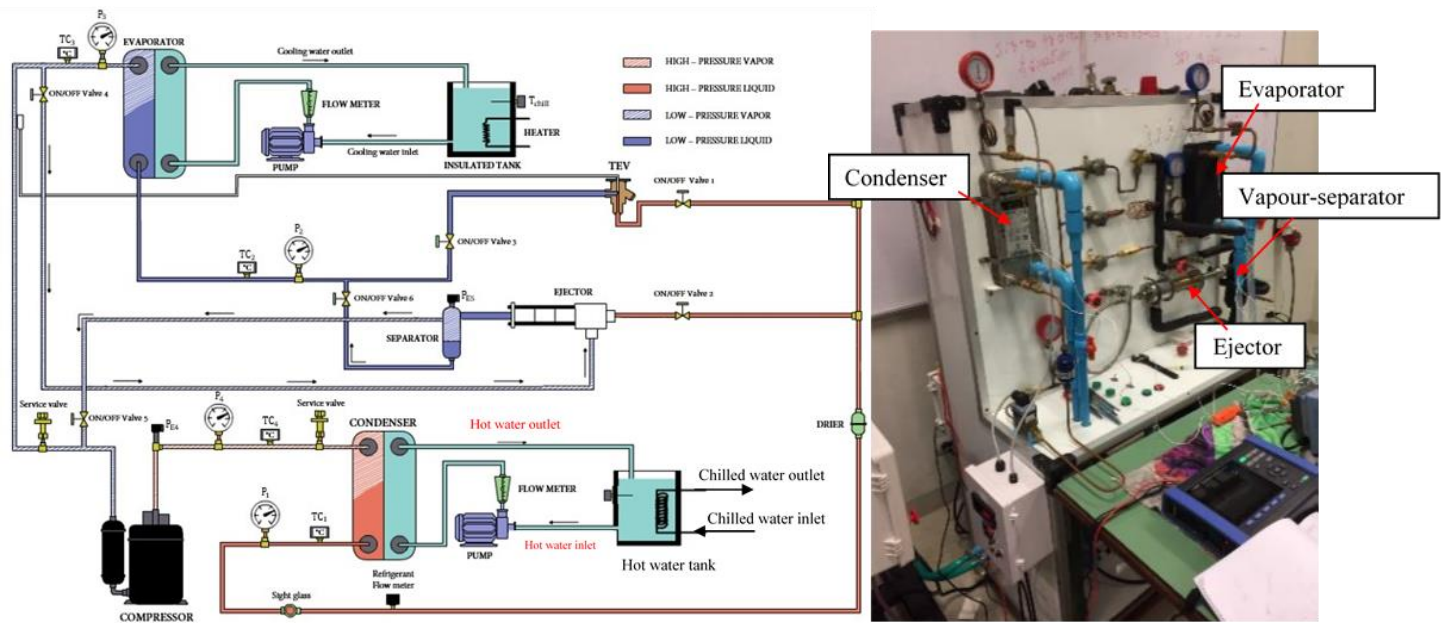 P3
TC3
°C
EVAPORATOR
Cooling water outlet
HIGH – PRESSURE VAPOR
HIGH – PRESSURE LIQUID
LOW – PRESSURE VAPOR
LOW – PRESSURE LIQUID
ON/OFF Valve 4
FLOW METER
Tchill
HEATER
PUMP
Cooling water inlet
INSULATED TANK
TEV
ON/OFF Valve 1
P2
TC2
°C
ON/OFF Valve 3
ON/OFF Valve 6
PE5
EJECTOR
ON/OFF Valve 2
SEPARATOR
Service valve
ON/OFF Valve 5
PE4
P4
TC4
°C
Service valve
CONDENSER
Hot water outlet
DRIER
FLOW METER
Chilled water outlet
Chilled water inlet
P1
TC1
°C
PUMP
Hot water inlet
Hot water tank
Refrigerant
Flow meter
Sight glass
COMPRESSOR
Evaporator
Condenser
Vapour-separator
Ejector